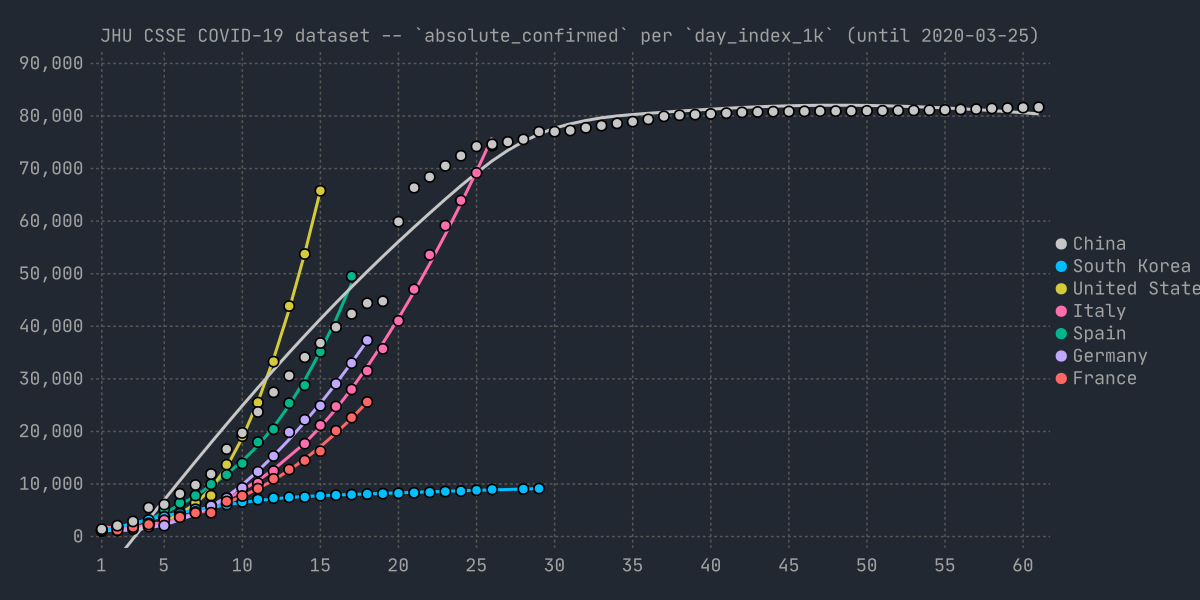 JHU CSSE COVID-19 dataset -- `absolute_confirmed` per `day_index_1k` (until 2020-03-25)
90,000
80,000
70,000
60,000
50,000
40,000
30,000
20,000
10,000
0
1 5 10 15 20 25 30 35 40 45 50 55 60
China
South Korea
United State
Italy
Spain
Germany
France